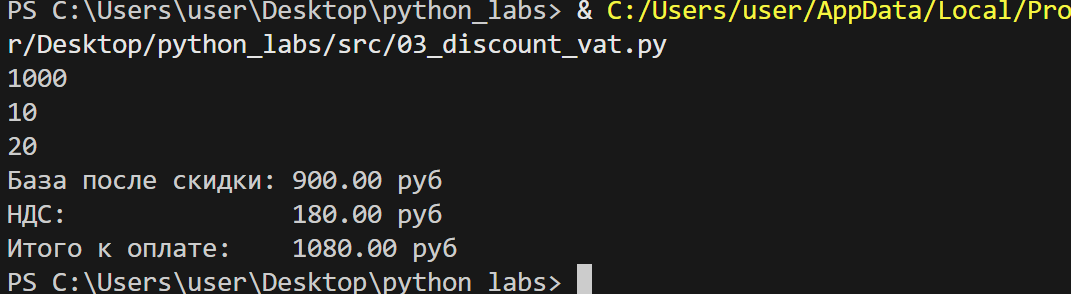 PS C:\Users\user\Desktop\python_labs> & C:/Users/user/AppData/Local/Pro
r/Desktop/python_labs/src/03_discount_vat.py
1000
10
20
База после скидки: 900.00 руб
НДС:               180.00 руб
Итого к оплате:    1080.00 руб
PS C:\Users\user\Desktop\python_labs>